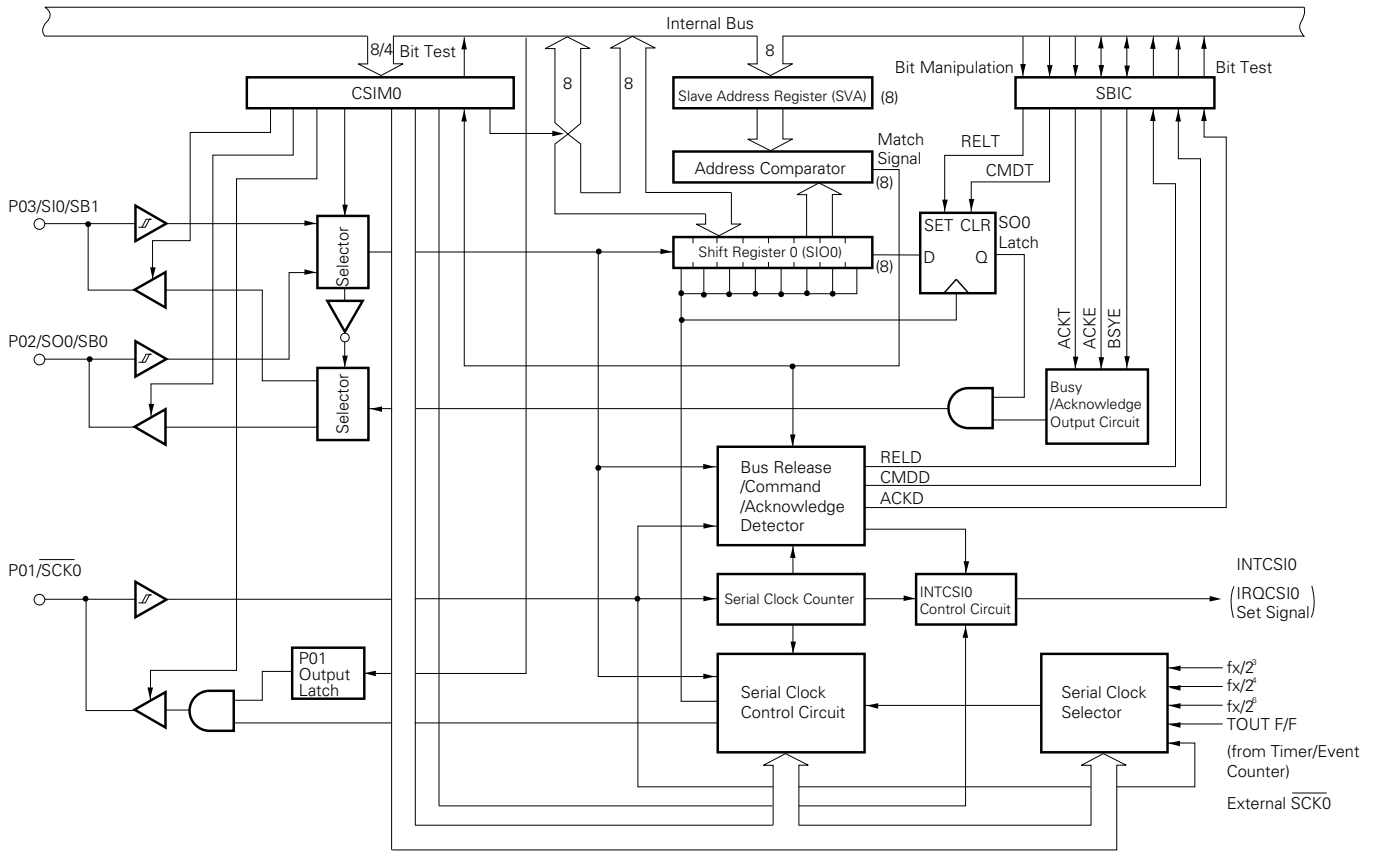 Internal Bus
8/4 Bit Test
8
8
8
Bit Manipulation
Bit Test
CSIM0
Slave Address Register (SVA)
(8)
SBIC
RELT
CMDT
Match
Signal
Address Comparator
(8)
P03/SI0/SB1
Selector
SET CLR
SO0
Latch
Shift Register 0 (SIO0)
(8)
D
Q
P02/SO0/SB0
Selector
ACKT
ACKE
BSYE
Busy
/Acknowledge
Output Circuit
Bus Release
/Command
/Acknowledge
Detector
RELD
CMDD
ACKD
P01/SCK0
Serial Clock Counter
INTCSI0
Control Circuit
INTCSI0
(IRQCSI0
Set Signal)
P01
Output
Latch
Serial Clock
Control Circuit
Serial Clock
Selector
fx/2³
fx/2⁴
fx/2⁶
TOUT F/F
(from Timer/Event
Counter)
External SCK0